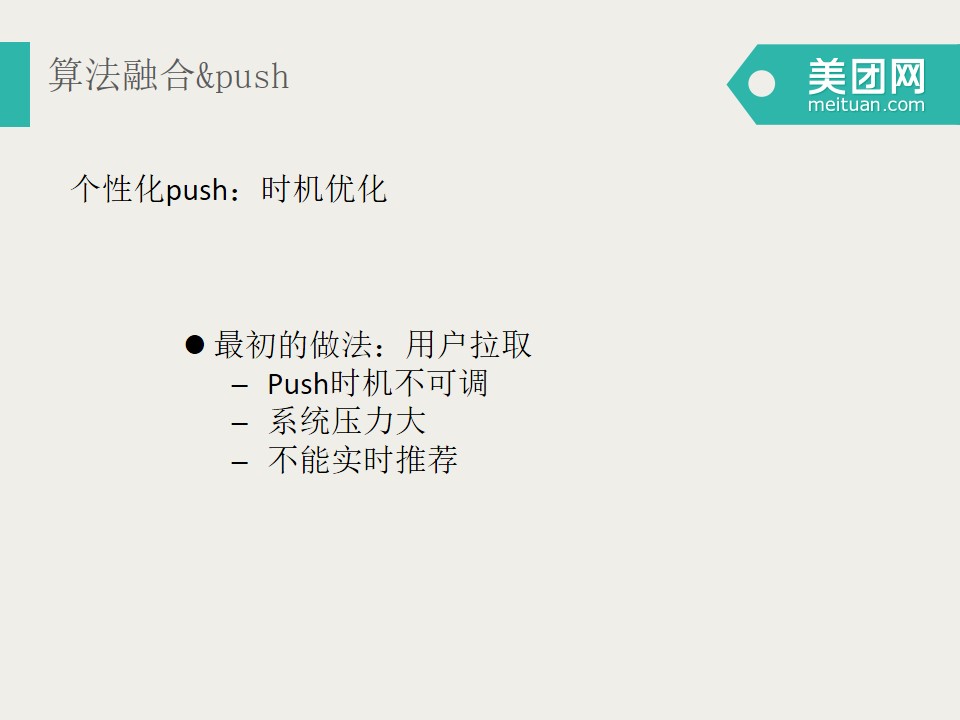 算法融合&push
美团网
meituan.com
个性化push：时机优化
● 最初的做法：用户拉取
– Push时机不可调
– 系统压力大
– 不能实时推荐